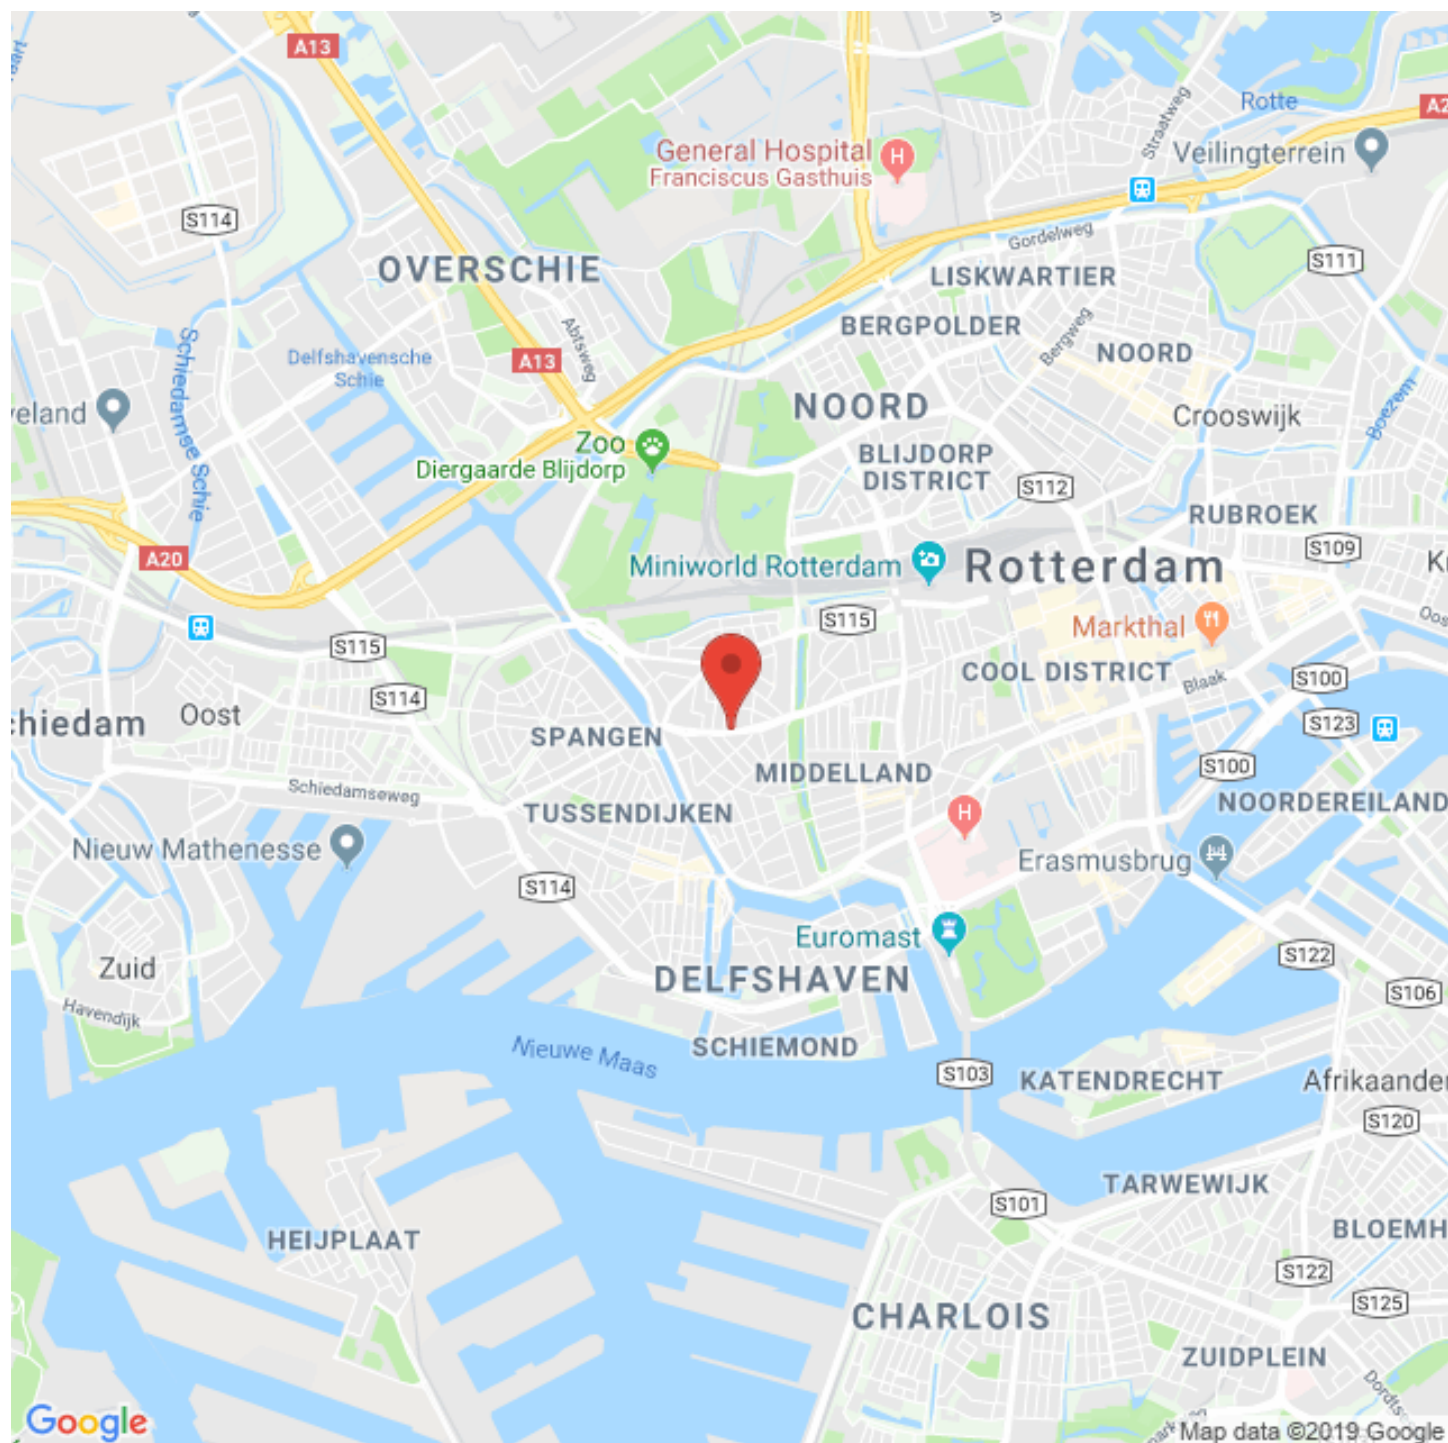 A13
Rotte
A2
Straatweg
General Hospital
Franciscus Gasthuis
H
Veilingterrein
S114
Gordelweg
OVERSCHIE
LISKWARTIER
S111
BERGPOLDER
Abtsweg
Bergweg
NOORD
Delfshavensche
Schie
A13
Schiedamse Schie
eland
NOORD
Crooswijk
Boezem
Zoo
Diergaarde Blijdorp
BLIJDORP
DISTRICT
S112
RUBROEK
A20
S109
Miniworld Rotterdam
Rotterdam
S115
Markthal
S115
COOL DISTRICT
Blaak
S100
S114
Oost
chiedam
S123
SPANGEN
MIDDELLAND
S100
Schiedamseweg
NOORDEREILAND
TUSSENDIJKEN
H
Nieuw Mathenesse
Erasmusbrug
S114
Euromast
Zuid
DELFSHAVEN
S122
S106
Havendijk
Nieuwe Maas
SCHIEMOND
S103
KATENDRECHT
Afrikaander
S120
TARWEWIJK
S101
HEIJPLAAT
BLOEMH
S122
S125
CHARLOIS
ZUIDPLEIN
Google
Map data ©2019 Google